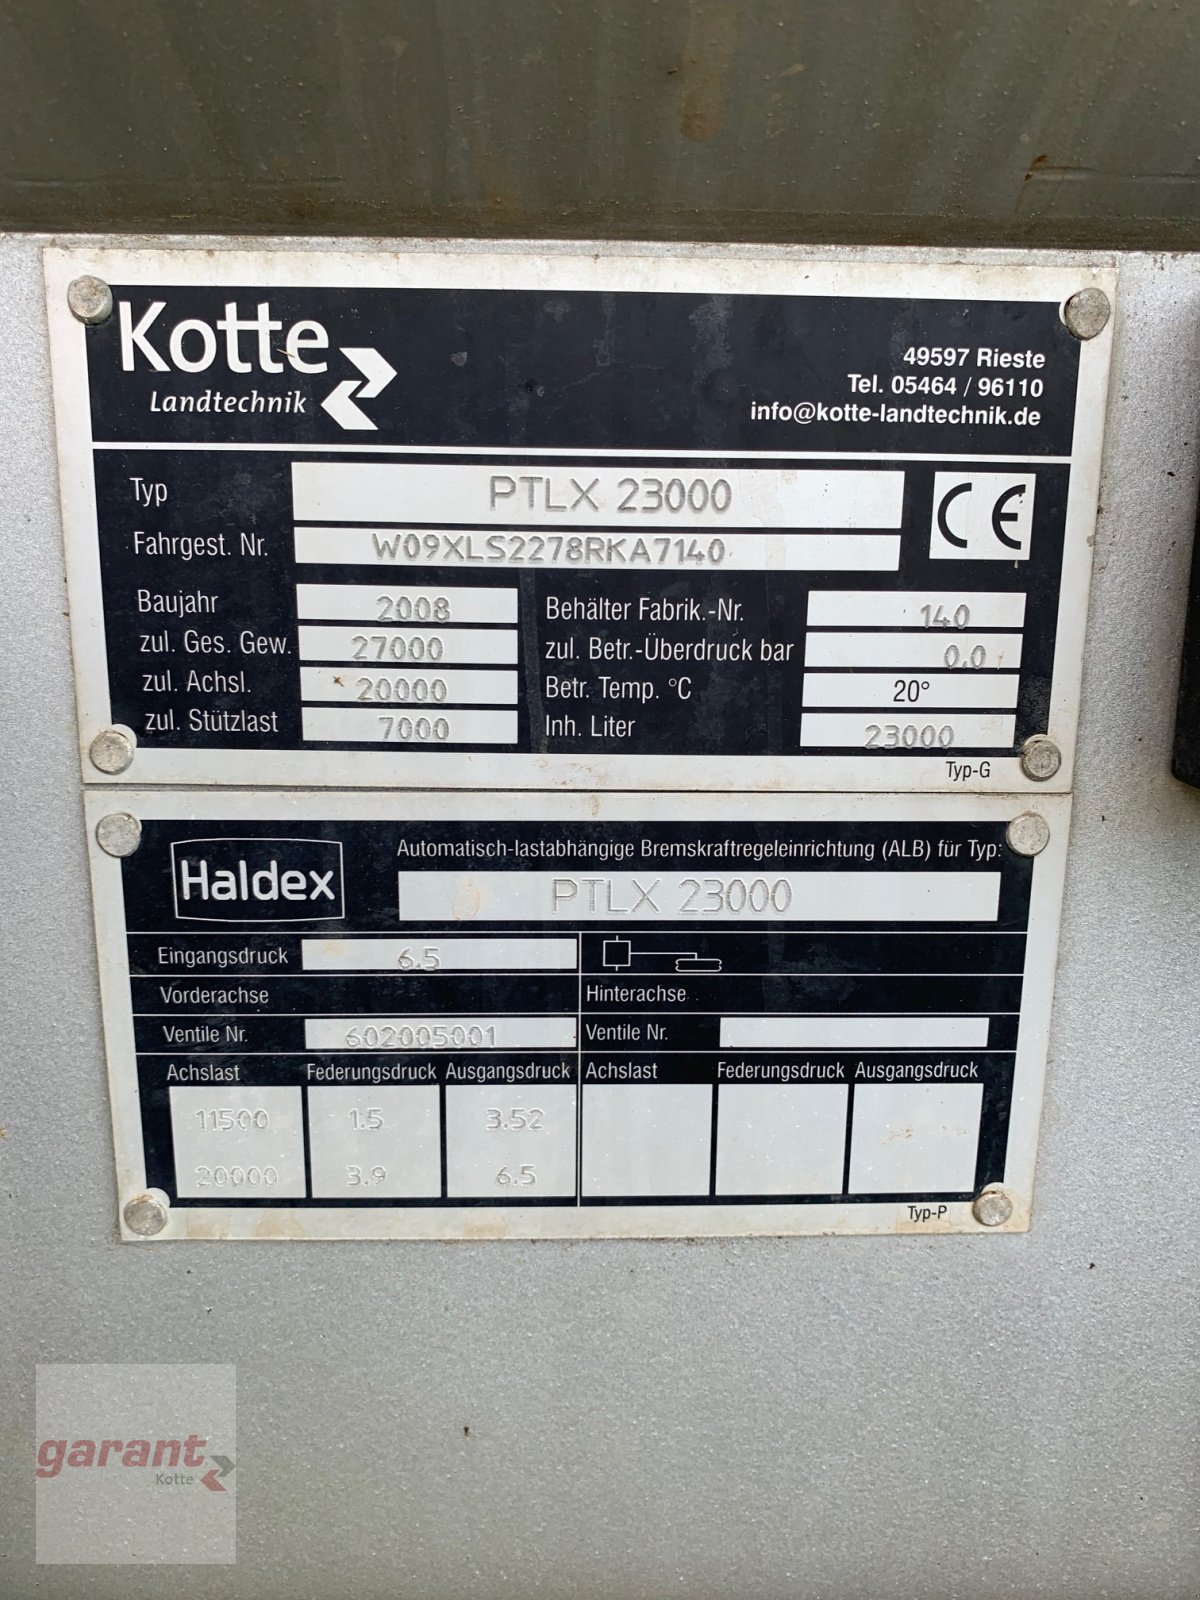 Kotte
Landtechnik
49597 Rieste
Tel. 05464 / 96110
info@kotte-landtechnik.de
Typ PTLX 23000
CE
Fahrgest. Nr. W09XLS2278RKA7140
Baujahr 2008 Behälter Fabrik.-Nr. 140
zul. Ges. Gew. 27000 zul. Betr.-Überdruck bar 0.0
zul. Achsl. 20000 Betr. Temp. °C 20°
zul. Stützlast 7000 Inh. Liter 23000
Typ-G
Haldex
Automatisch-lastabhängige Bremskraftregeleinrichtung (ALB) für Typ:
PTLX 23000
Eingangsdruck 6.5
Vorderachse Hinterachse
Ventile Nr. 602005001 Ventile Nr.
Achslast Federungsdruck Ausgangsdruck Achslast Federungsdruck Ausgangsdruck
11500 1.5 3.52
20000 3.9 6.5
Typ-P
garant
Kotte